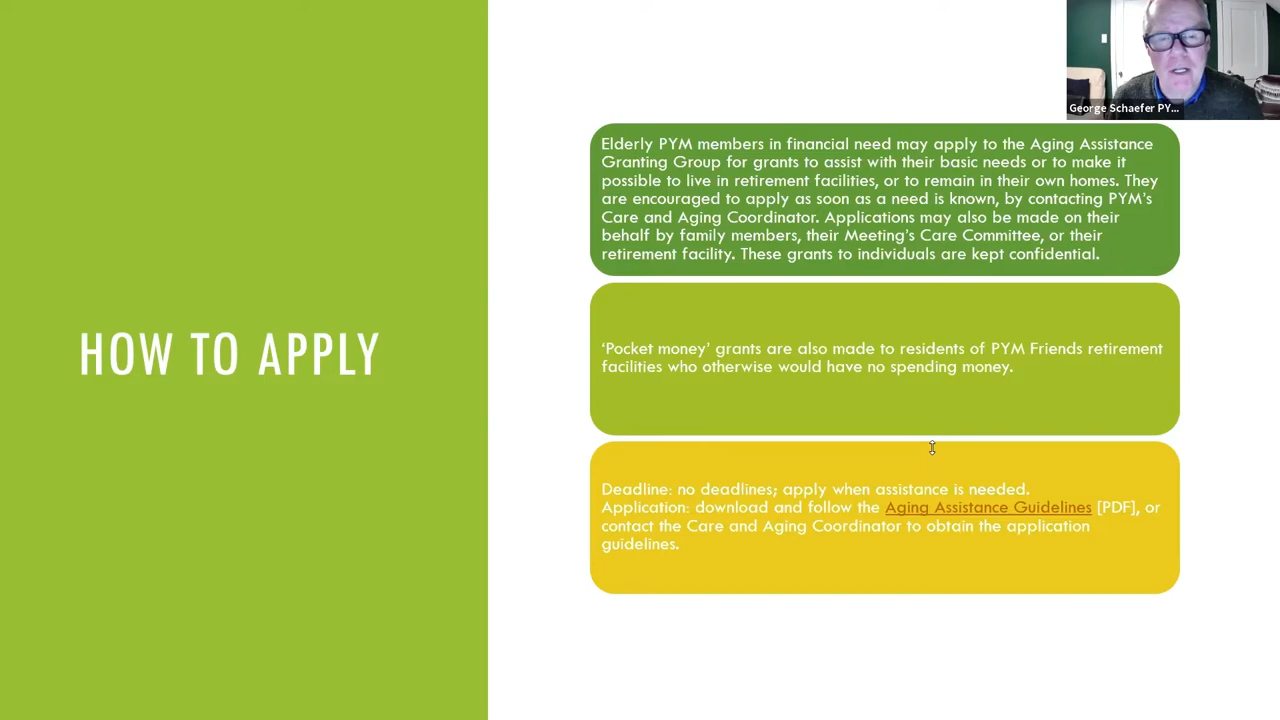 George Schaefer PY...
HOW TO APPLY
Elderly PYM members in financial need may apply to the Aging Assistance
Granting Group for grants to assist with their basic needs or to make it
possible to live in retirement facilities, or to remain in their own homes. They
are encouraged to apply as soon as a need is known, by contacting PYM's
Care and Aging Coordinator. Applications may also be made on their
behalf by family members, their Meeting's Care Committee, or their
retirement facility. These grants to individuals are kept confidential.
‘Pocket money’ grants are also made to residents of PYM Friends retirement
facilities who otherwise would have no spending money.
Deadline: no deadlines; apply when assistance is needed.
Application: download and follow the Aging Assistance Guidelines [PDF], or
contact the Care and Aging Coordinator to obtain the application
guidelines.